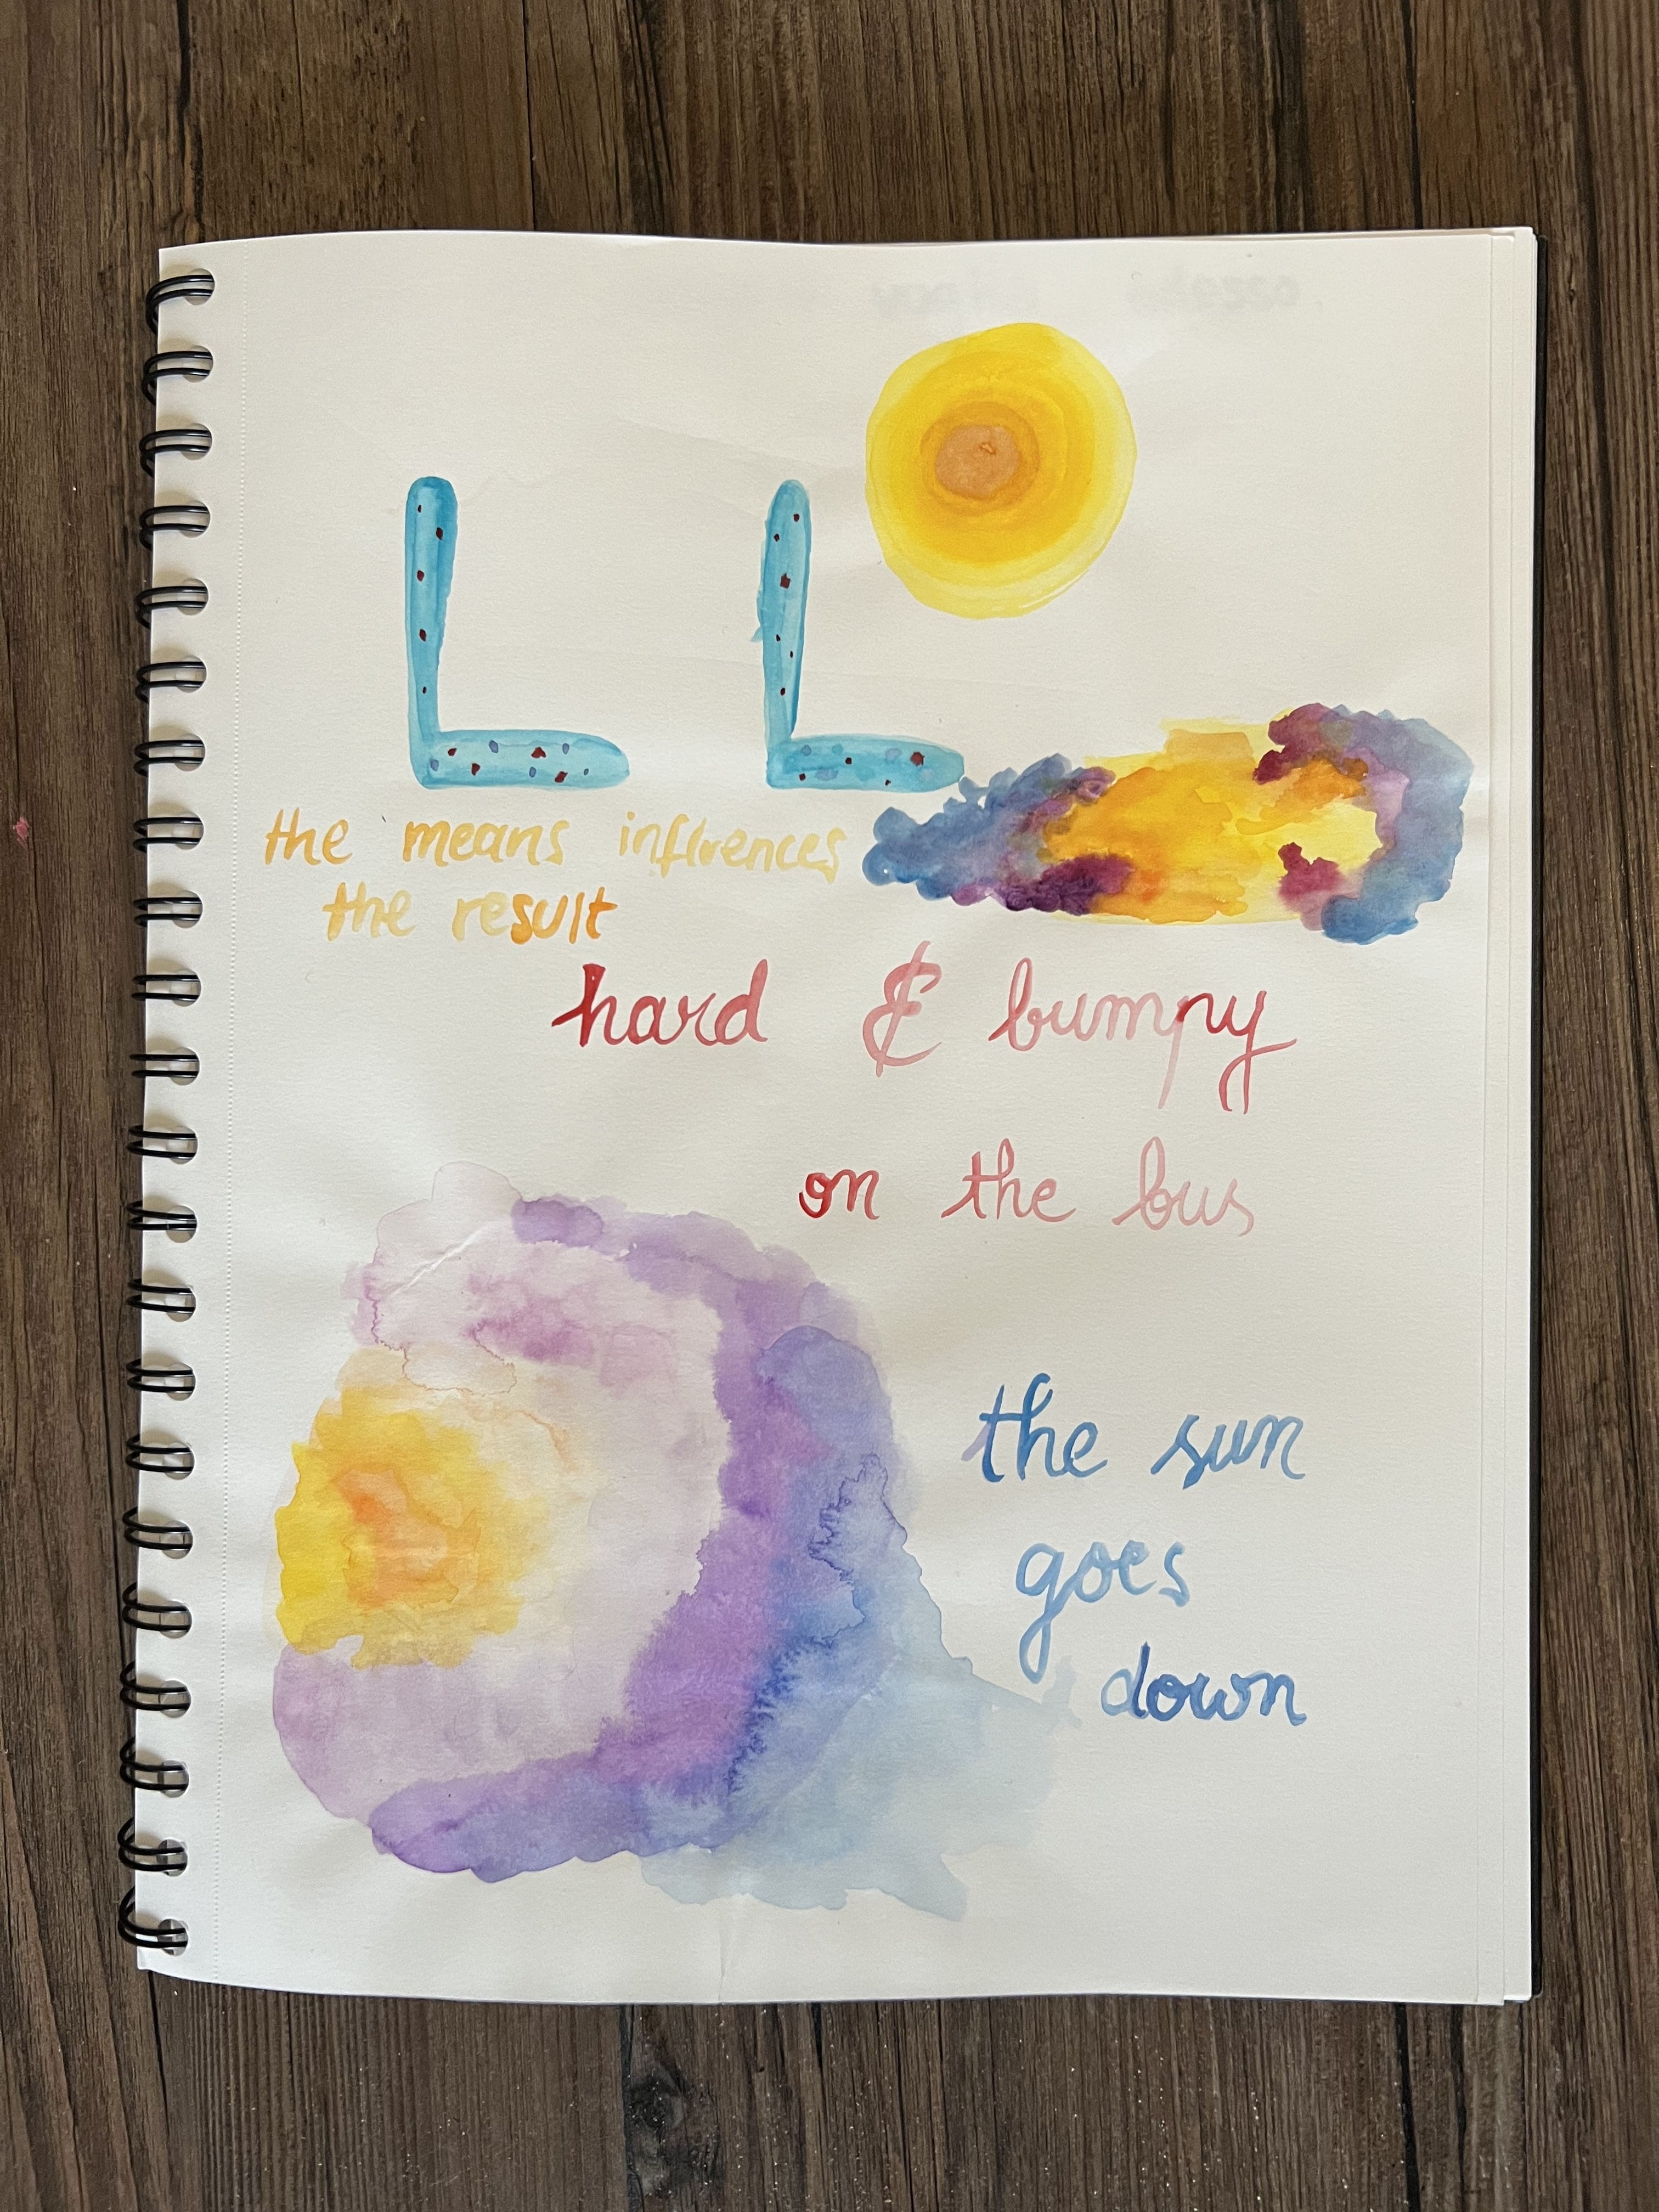 L L
the means influences
the result
hard & bumpy
on the bus
the sun
goes
down